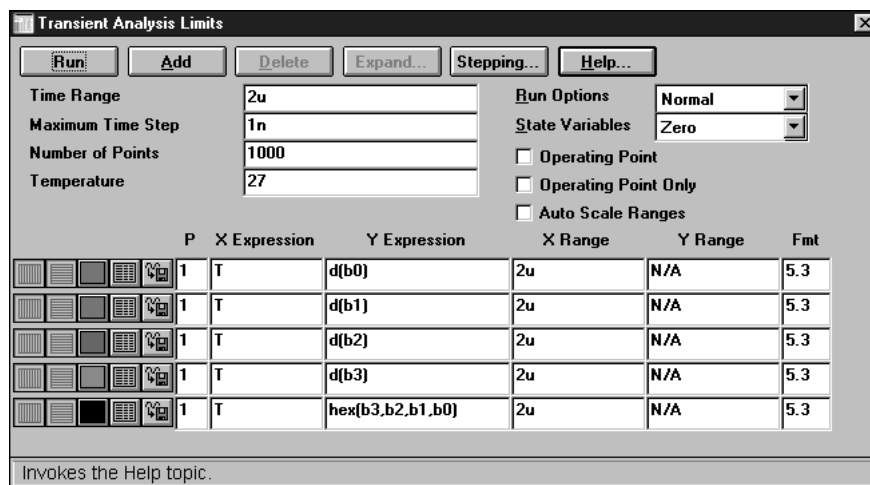 Transient Analysis Limits
Run Add Delete Expand... Stepping... Help...
Time Range 2u Run Options Normal
Maximum Time Step 1n State Variables Zero
Number of Points 1000 Operating Point
Temperature 27 Operating Point Only
Auto Scale Ranges
P X Expression Y Expression X Range Y Range Fmt
1 T d(b0) 2u N/A 5.3
1 T d(b1) 2u N/A 5.3
1 T d(b2) 2u N/A 5.3
1 T d(b3) 2u N/A 5.3
1 T hex(b3,b2,b1,b0) 2u N/A 5.3
Invokes the Help topic.